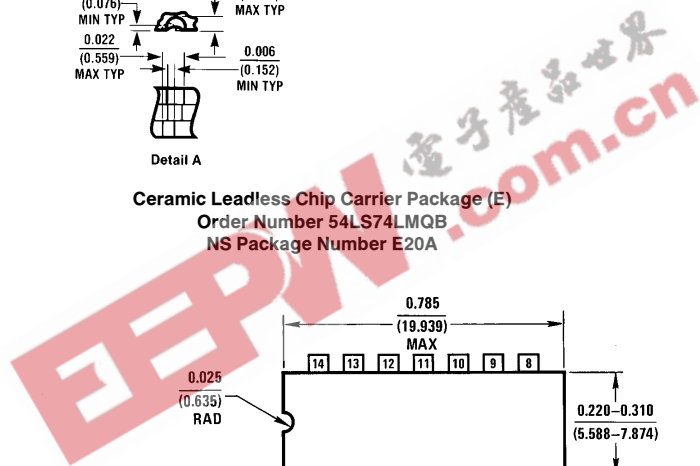 (0.076)
MIN TYP
MAX TYP
0.022
(0.559)
MAX TYP
0.006
(0.152)
MIN TYP
Detail A
電子產品世界
.com.cn
EEPW
Ceramic Leadless Chip Carrier Package (E)
Order Number 54LS74LMQB
NS Package Number E20A
0.785
(19.939)
MAX
14 13 12 11 10 9 8
0.025
(0.635)
RAD
0.220–0.310
(5.588–7.874)